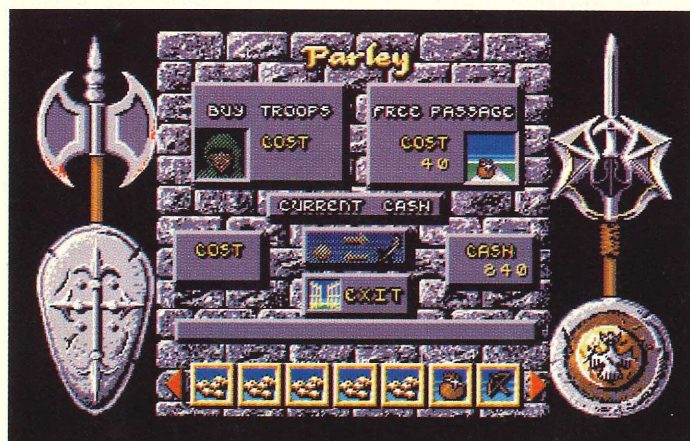 Parley
BUY TROOPS
COST
FREE PASSAGE
COST
40
CURRENT CASH
COST
CASH
840
EXIT